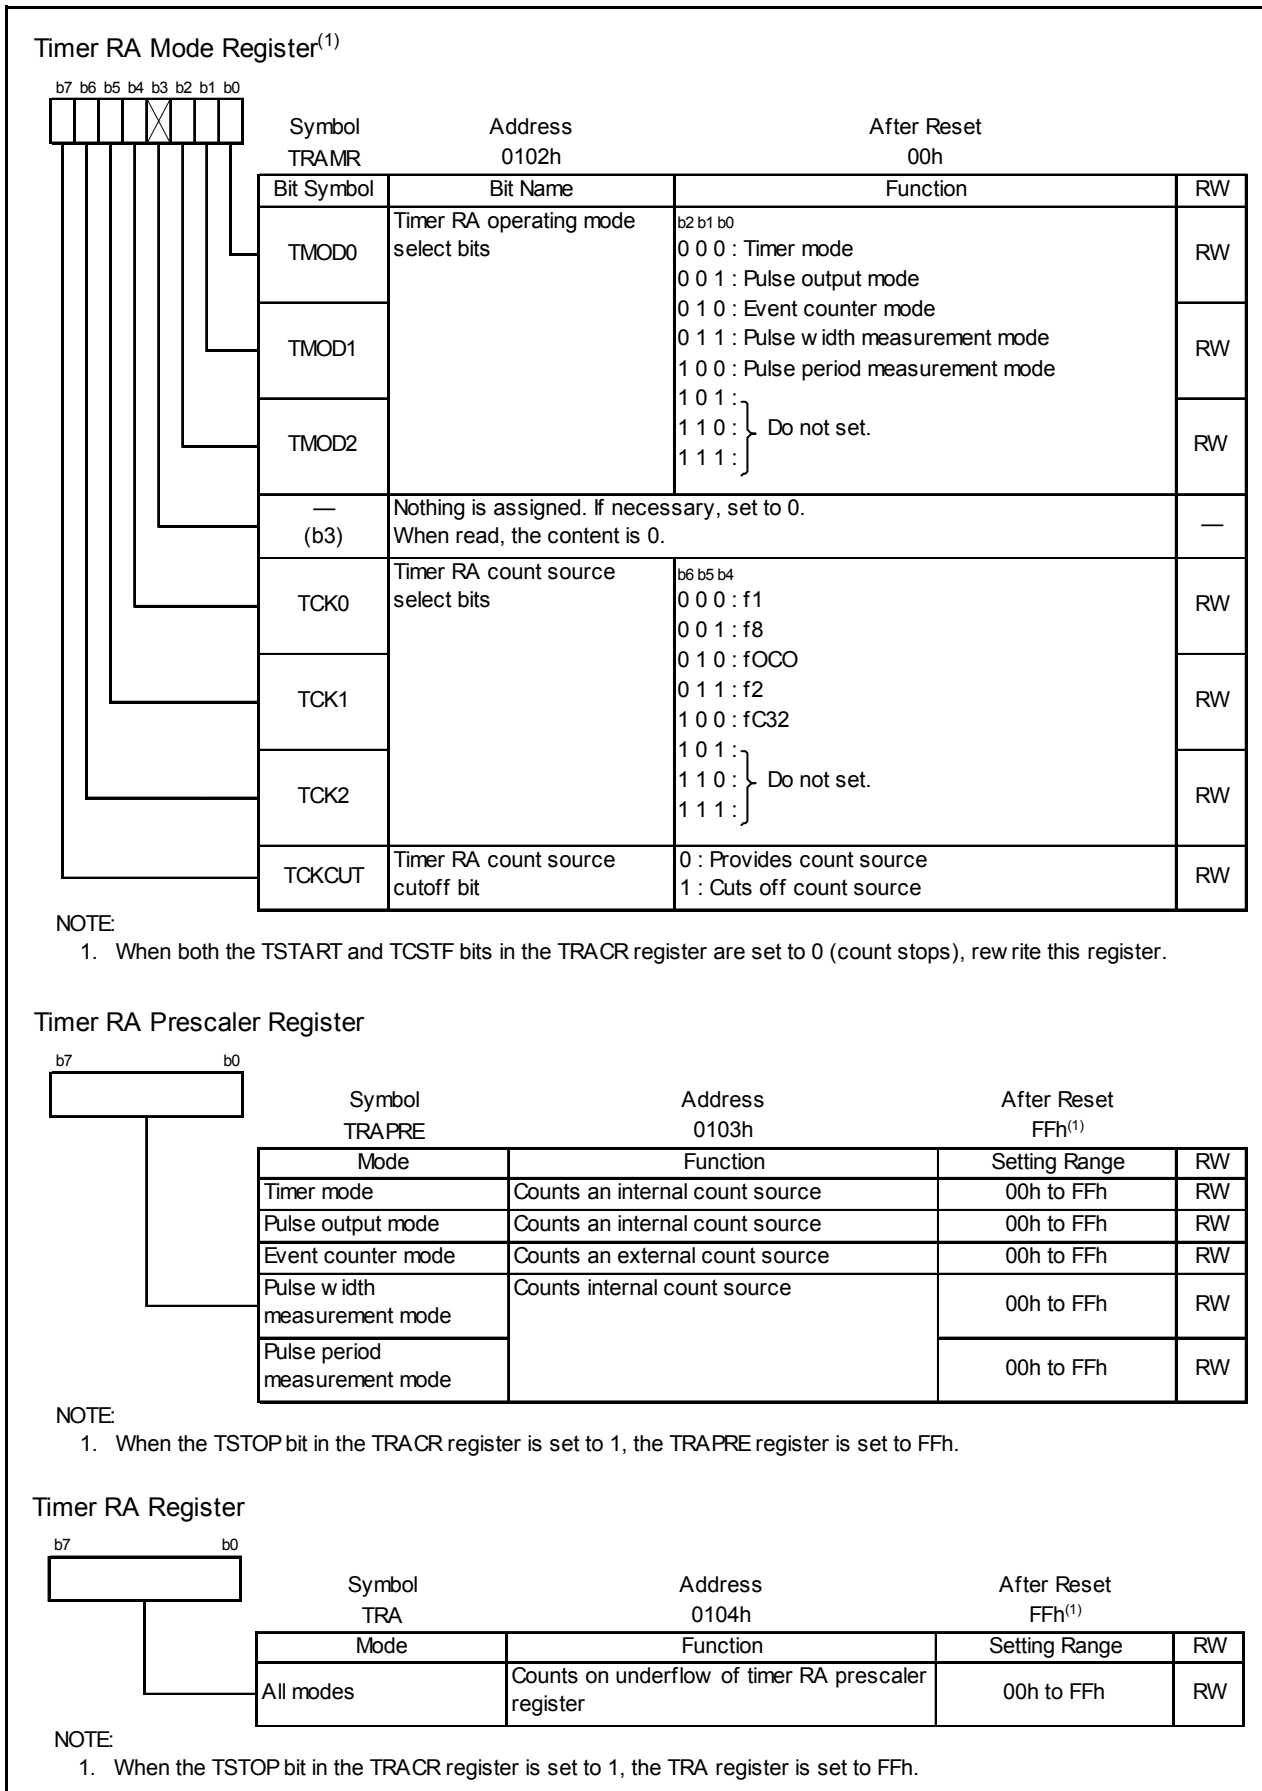 Timer RA Mode Register(1)
b7 b6 b5 b4 b3 b2 b1 b0
Symbol Address After Reset
TRAMR 0102h 00h
Bit Symbol Bit Name Function RW
TMOD0 Timer RA operating mode select bits b2 b1 b0 RW
0 0 0 : Timer mode
0 0 1 : Pulse output mode
0 1 0 : Event counter mode
TMOD1 0 1 1 : Pulse width measurement mode RW
1 0 0 : Pulse period measurement mode
1 0 1 :
TMOD2 1 1 0 : Do not set. RW
1 1 1 :
— (b3) Nothing is assigned. If necessary, set to 0. —
When read, the content is 0.
TCK0 Timer RA count source select bits b6 b5 b4 RW
0 0 0 : f1
0 0 1 : f8
0 1 0 : fOCO
TCK1 0 1 1 : f2 RW
1 0 0 : fC32
1 0 1 :
TCK2 1 1 0 : Do not set. RW
1 1 1 :
TCKCUT Timer RA count source cutoff bit 0 : Provides count source RW
1 : Cuts off count source
NOTE:
1. When both the TSTART and TCSTF bits in the TRACR register are set to 0 (count stops), rewrite this register.
Timer RA Prescaler Register
b7 b0
Symbol Address After Reset
TRAPRE 0103h FFh(1)
Mode Function Setting Range RW
Timer mode Counts an internal count source 00h to FFh RW
Pulse output mode Counts an internal count source 00h to FFh RW
Event counter mode Counts an external count source 00h to FFh RW
Pulse width measurement mode Counts internal count source 00h to FFh RW
Pulse period measurement mode 00h to FFh RW
NOTE:
1. When the TSTOP bit in the TRACR register is set to 1, the TRAPRE register is set to FFh.
Timer RA Register
b7 b0
Symbol Address After Reset
TRA 0104h FFh(1)
Mode Function Setting Range RW
All modes Counts on underflow of timer RA prescaler register 00h to FFh RW
NOTE:
1. When the TSTOP bit in the TRACR register is set to 1, the TRA register is set to FFh.